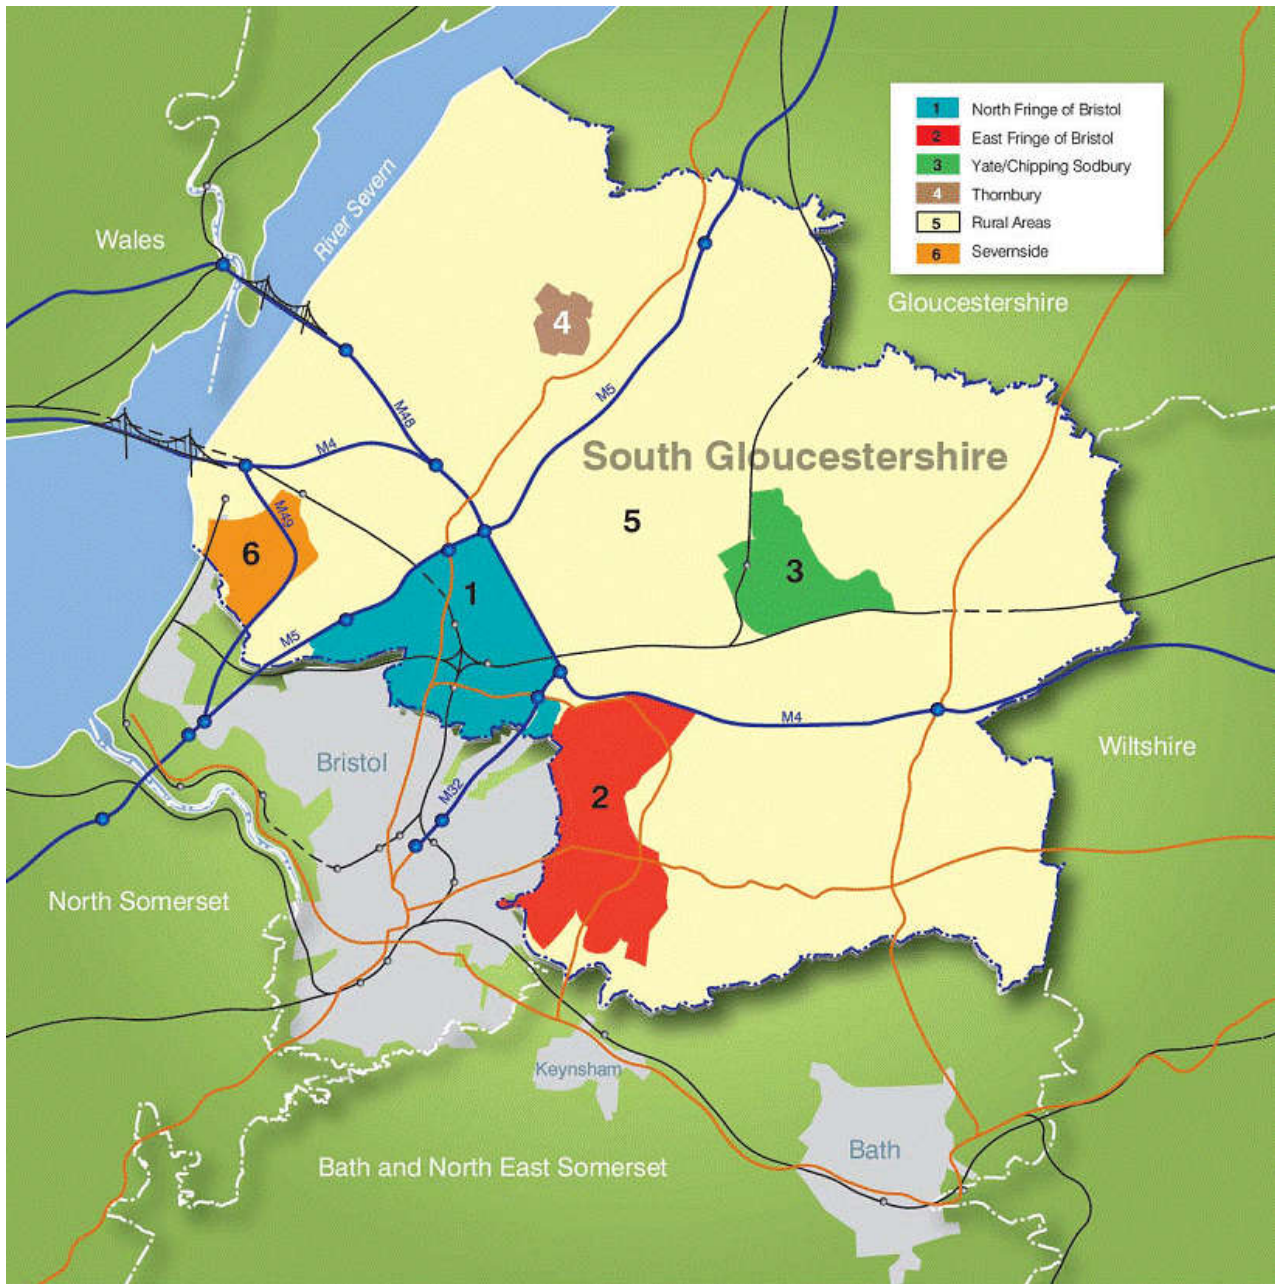 1 North Fringe of Bristol
2 East Fringe of Bristol
3 Yate/Chipping Sodbury
4 Thornbury
5 Rural Areas
6 Severnside
River Severn
Wales
Gloucestershire
4
M5
M48
M4
South Gloucestershire
M49
5
6
3
1
M5
M4
Wiltshire
Bristol
M32
2
North Somerset
Keynsham
Bath
Bath and North East Somerset